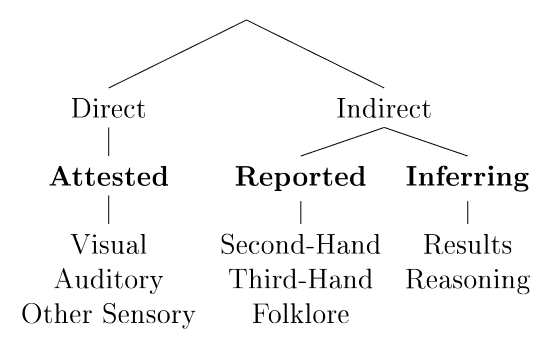 Direct
Indirect
Attested
Reported
Inferring
Visual
Auditory
Other Sensory
Second-Hand
Third-Hand
Folklore
Results
Reasoning